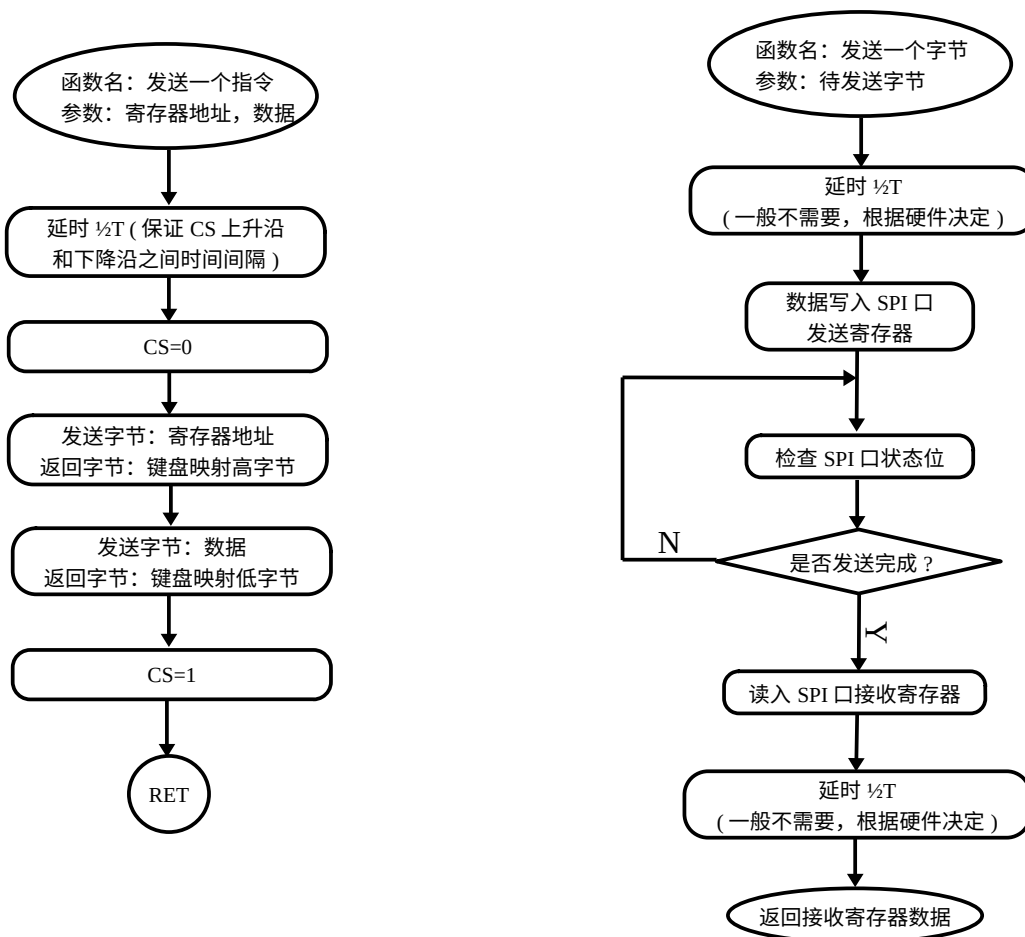 函数名：发送一个指令
参数：寄存器地址，数据
延时 ½T ( 保证 CS 上升沿
和下降沿之间时间间隔 )
CS=0
发送字节：寄存器地址
返回字节：键盘映射高字节
发送字节：数据
返回字节：键盘映射低字节
CS=1
RET
函数名：发送一个字节
参数：待发送字节
延时 ½T
( 一般不需要，根据硬件决定 )
数据写入 SPI 口
发送寄存器
检查 SPI 口状态位
是否发送完成 ?
N
Y
读入 SPI 口接收寄存器
延时 ½T
( 一般不需要，根据硬件决定 )
返回接收寄存器数据